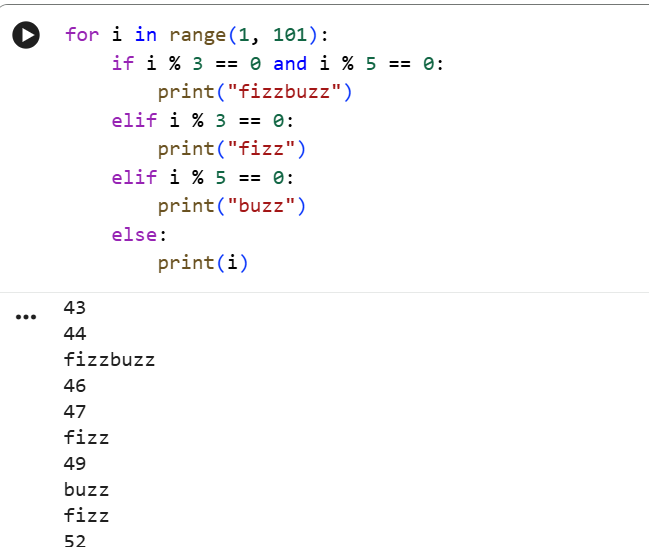 for i in range(1, 101):
    if i % 3 == 0 and i % 5 == 0:
        print("fizzbuzz")
    elif i % 3 == 0:
        print("fizz")
    elif i % 5 == 0:
        print("buzz")
    else:
        print(i)
43
44
fizzbuzz
46
47
fizz
49
buzz
fizz
52